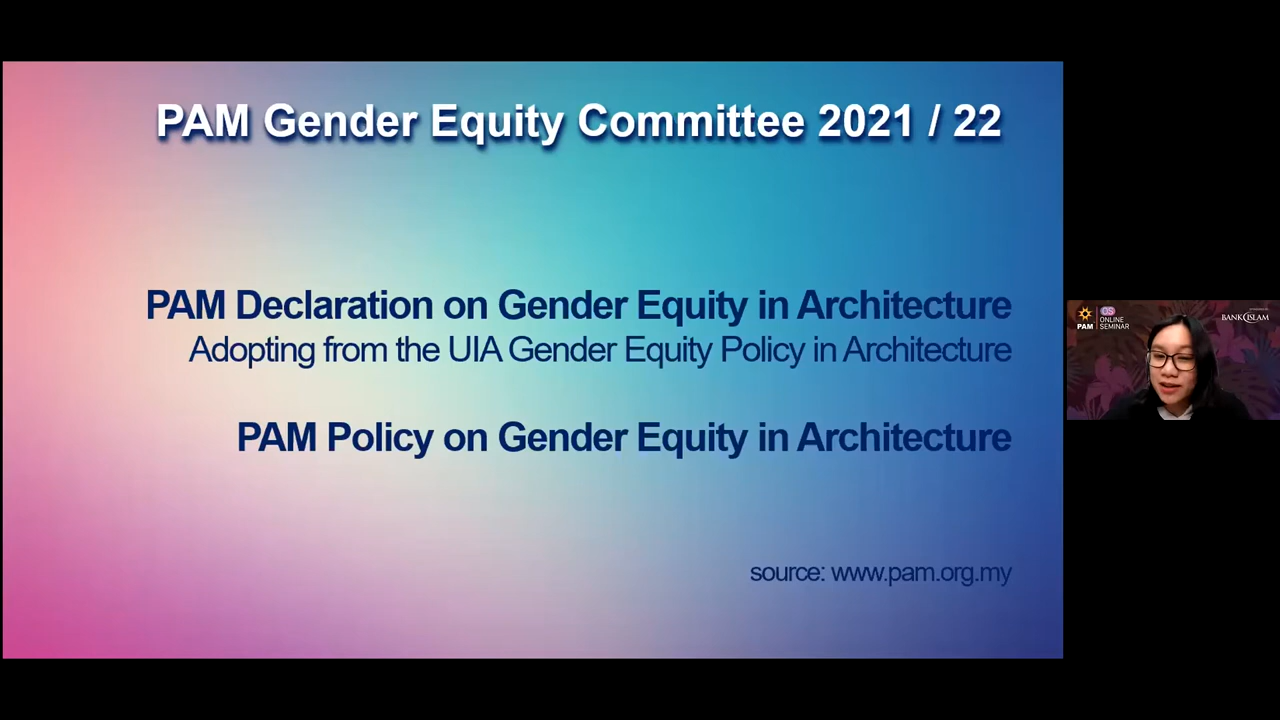 PAM Gender Equity Committee 2021 / 22
PAM Declaration on Gender Equity in Architecture
Adopting from the UIA Gender Equity Policy in Architecture
PAM Policy on Gender Equity in Architecture
source: www.pam.org.my
PAM
OS
ONLINE
SEMINAR
BANK ISLAM